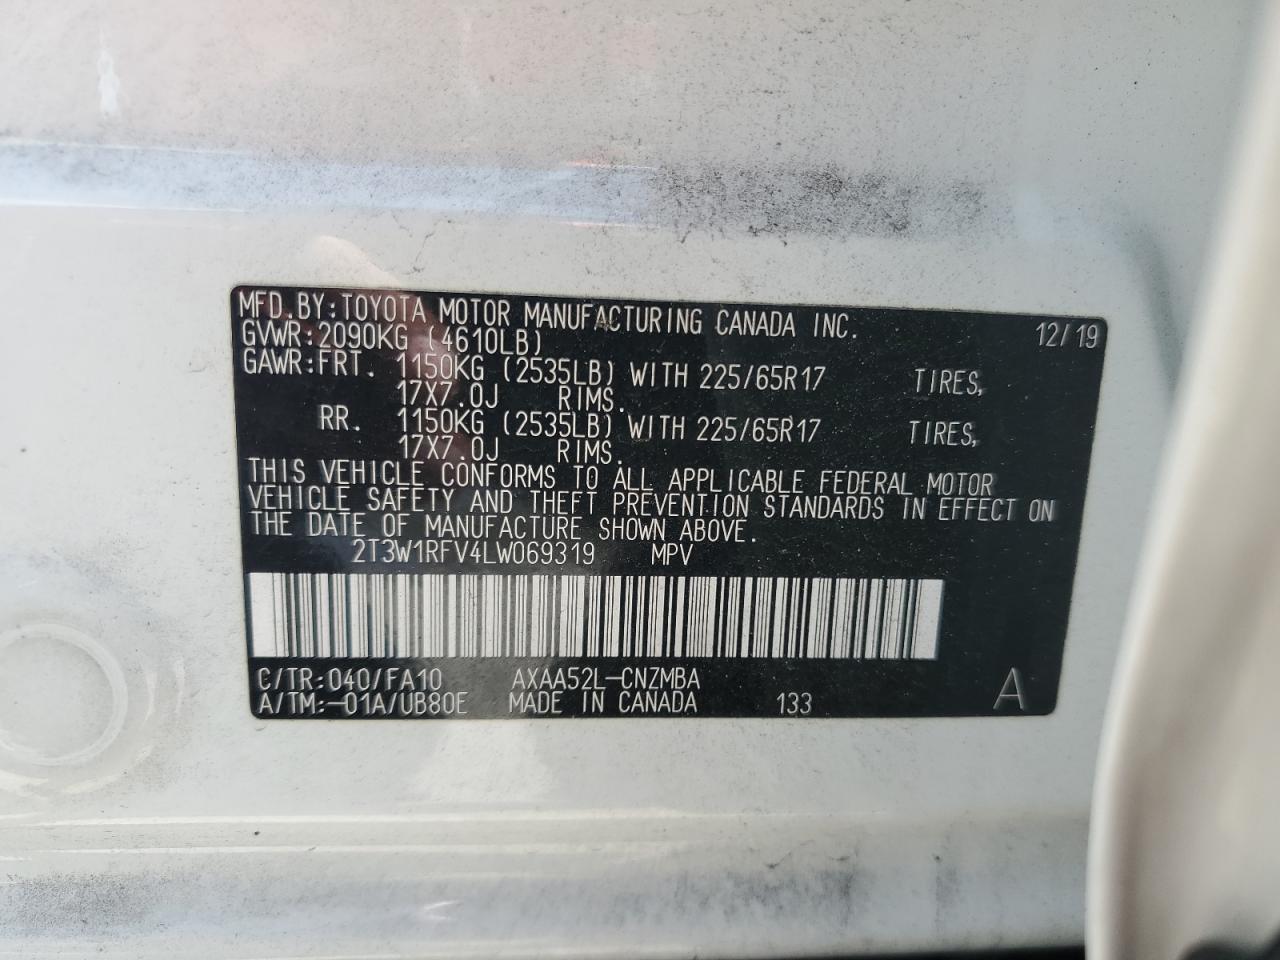 MFD.BY:TOYOTA MOTOR MANUFACTURING CANADA INC. 12/19
GVWR:2090KG (4610LB)
GAWR:FRT. 1150KG (2535LB) WITH 225/65R17 TIRES,
17X7.0J RIMS.
RR. 1150KG (2535LB) WITH 225/65R17 TIRES,
17X7.0J RIMS.
THIS VEHICLE CONFORMS TO ALL APPLICABLE FEDERAL MOTOR
VEHICLE SAFETY AND THEFT PREVENTION STANDARDS IN EFFECT ON
THE DATE OF MANUFACTURE SHOWN ABOVE.
2T3W1RFV4LW069319 MPV
C/TR:040/FA10 AXAA52L-CNZMBA
A/TM:-01A/UB80E MADE IN CANADA 133 A